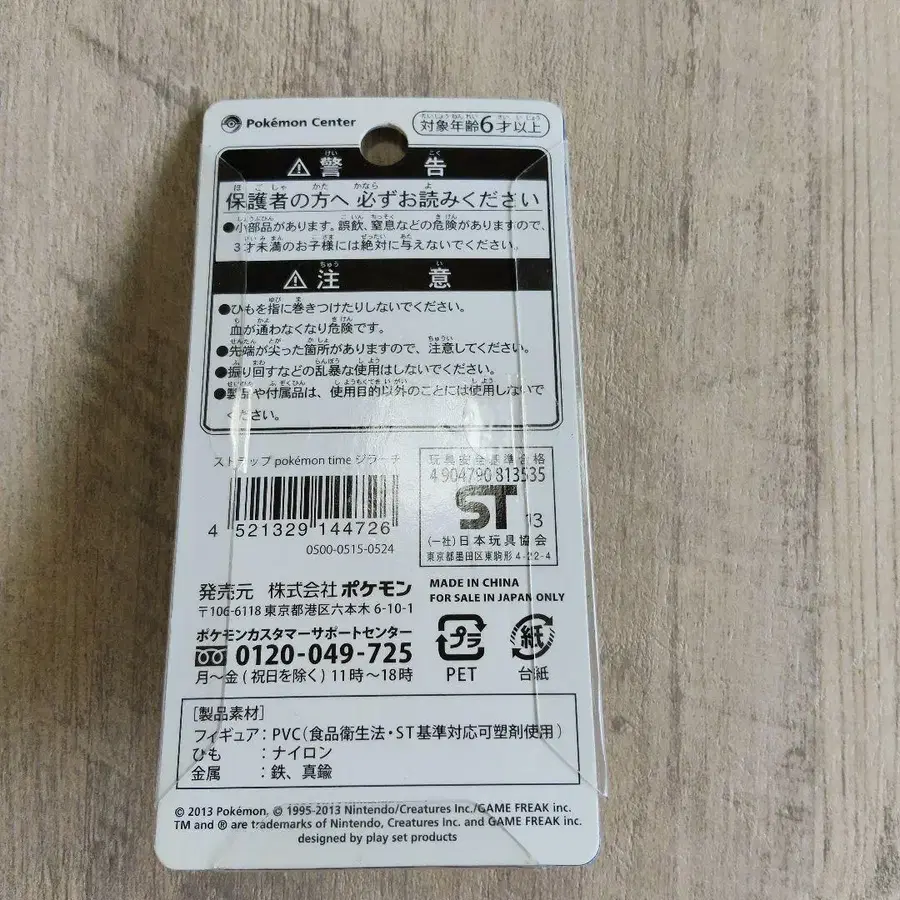 Pokémon Center
対象年齢6才以上
⚠警告
保護者の方へ 必ずお読みください
●小部品があります。誤飲、窒息などの危険がありますので、
3才未満のお子様には絶対に与えないでください。
⚠注意
●ひもを指に巻きつけたりしないでください。
血が通わなくなり危険です。
●先端が尖った箇所がありますので、注意してください。
●振り回すなどの乱暴な使用はしないでください。
●製品や付属品は、使用目的以外のことには使用しないで
ください。
ストラップ pokémon time ジラーチ
4 521329 144726
0500-0515-0524
玩具安全基準合格
4 904790 813535
ST 13
(一社)日本玩具協会
東京都墨田区東駒形 4-22-4
発売元 株式会社 ポケモン
〒106-6118 東京都港区六本木 6-10-1
MADE IN CHINA
FOR SALE IN JAPAN ONLY
ポケモンカスタマーサポートセンター
0120-049-725
月～金(祝日を除く)11時～18時
プラ
PET
紙
台紙
[製品素材]
フィギュア:PVC(食品衛生法・ST基準対応可塑剤使用)
ひも :ナイロン
金属 :鉄、真鍮
© 2013 Pokémon, © 1995-2013 Nintendo/Creatures Inc./GAME FREAK inc.
TM and ® are trademarks of Nintendo, Creatures Inc. and GAME FREAK inc.
designed by play set products